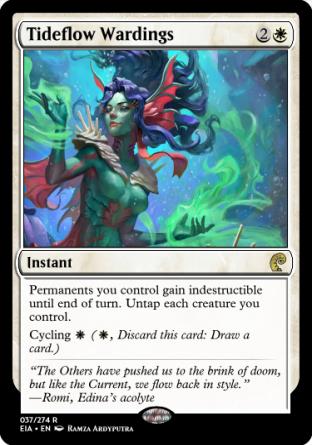 Tideflow Wardings 2
Instant
Permanents you control gain indestructible
until end of turn. Untap each creature you
control.
Cycling (, Discard this card: Draw a
card.)
“The Others have pushed us to the brink of doom,
but like the Current, we flow back in style.”
—Romi, Edina's acolyte
037/274 R
EIA • EN Ramza Ardyputra